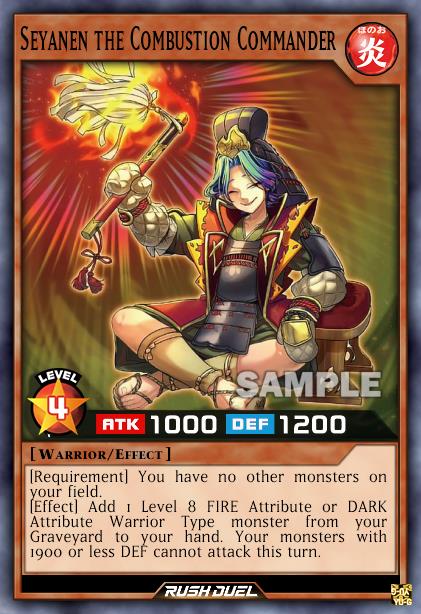 Seyanen the Combustion Commander
ほのお
炎
SAMPLE
LEVEL
4
ATK 1000 DEF 1200
[Warrior/Effect]
[Requirement] You have no other monsters on
your field.
[Effect] Add 1 Level 8 FIRE Attribute or DARK
Attribute Warrior Type monster from your
Graveyard to your hand. Your monsters with
1900 or less DEF cannot attack this turn.
RUSH DUEL